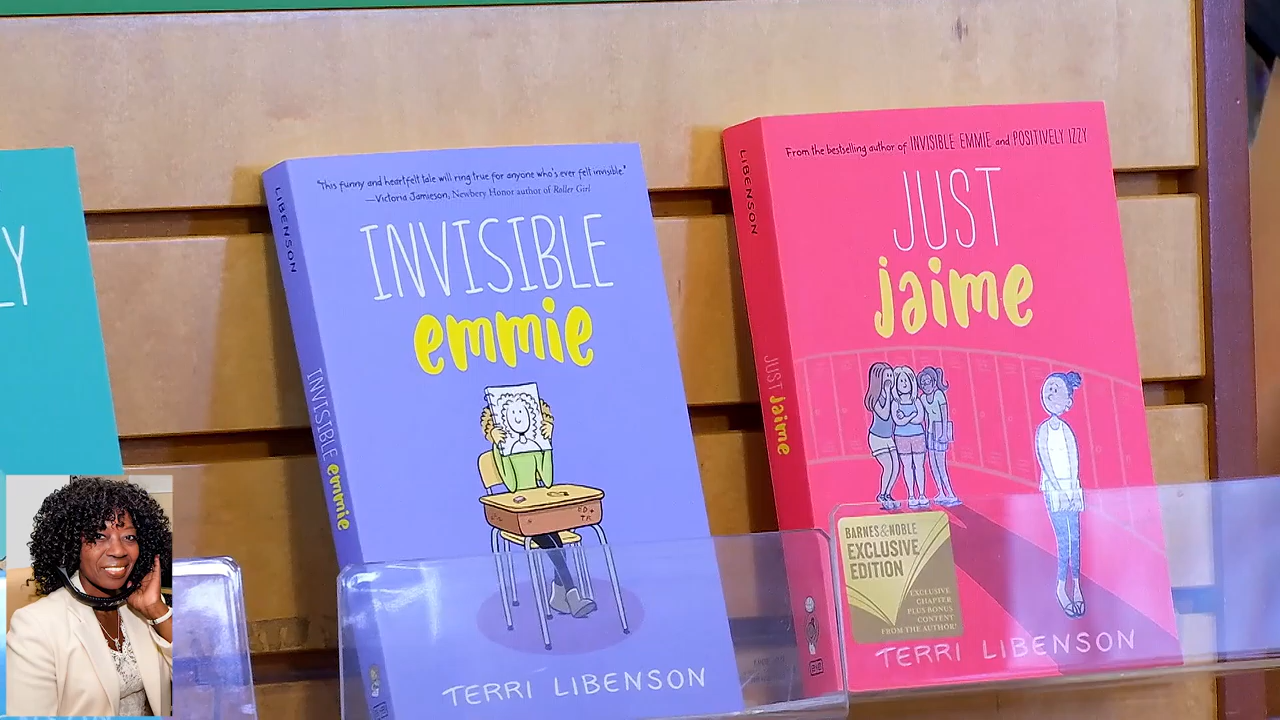 LY
LIBENSON
INVISIBLE emmie
"This funny and heartfelt tale will ring true for anyone who's ever felt invisible."
—Victoria Jamieson, Newbery Honor author of Roller Girl
INVISIBLE
emmie
ED +
TERRI LIBENSON
LIBENSON
JUST jaime
From the bestselling author of INVISIBLE EMMIE and POSITIVELY IZZY
JUST
jaime
BARNES&NOBLE
EXCLUSIVE
EDITION
EXCLUSIVE
CHAPTER
PLUS BONUS
CONTENT
FROM THE AUTHOR!
TERRI LIBENSON